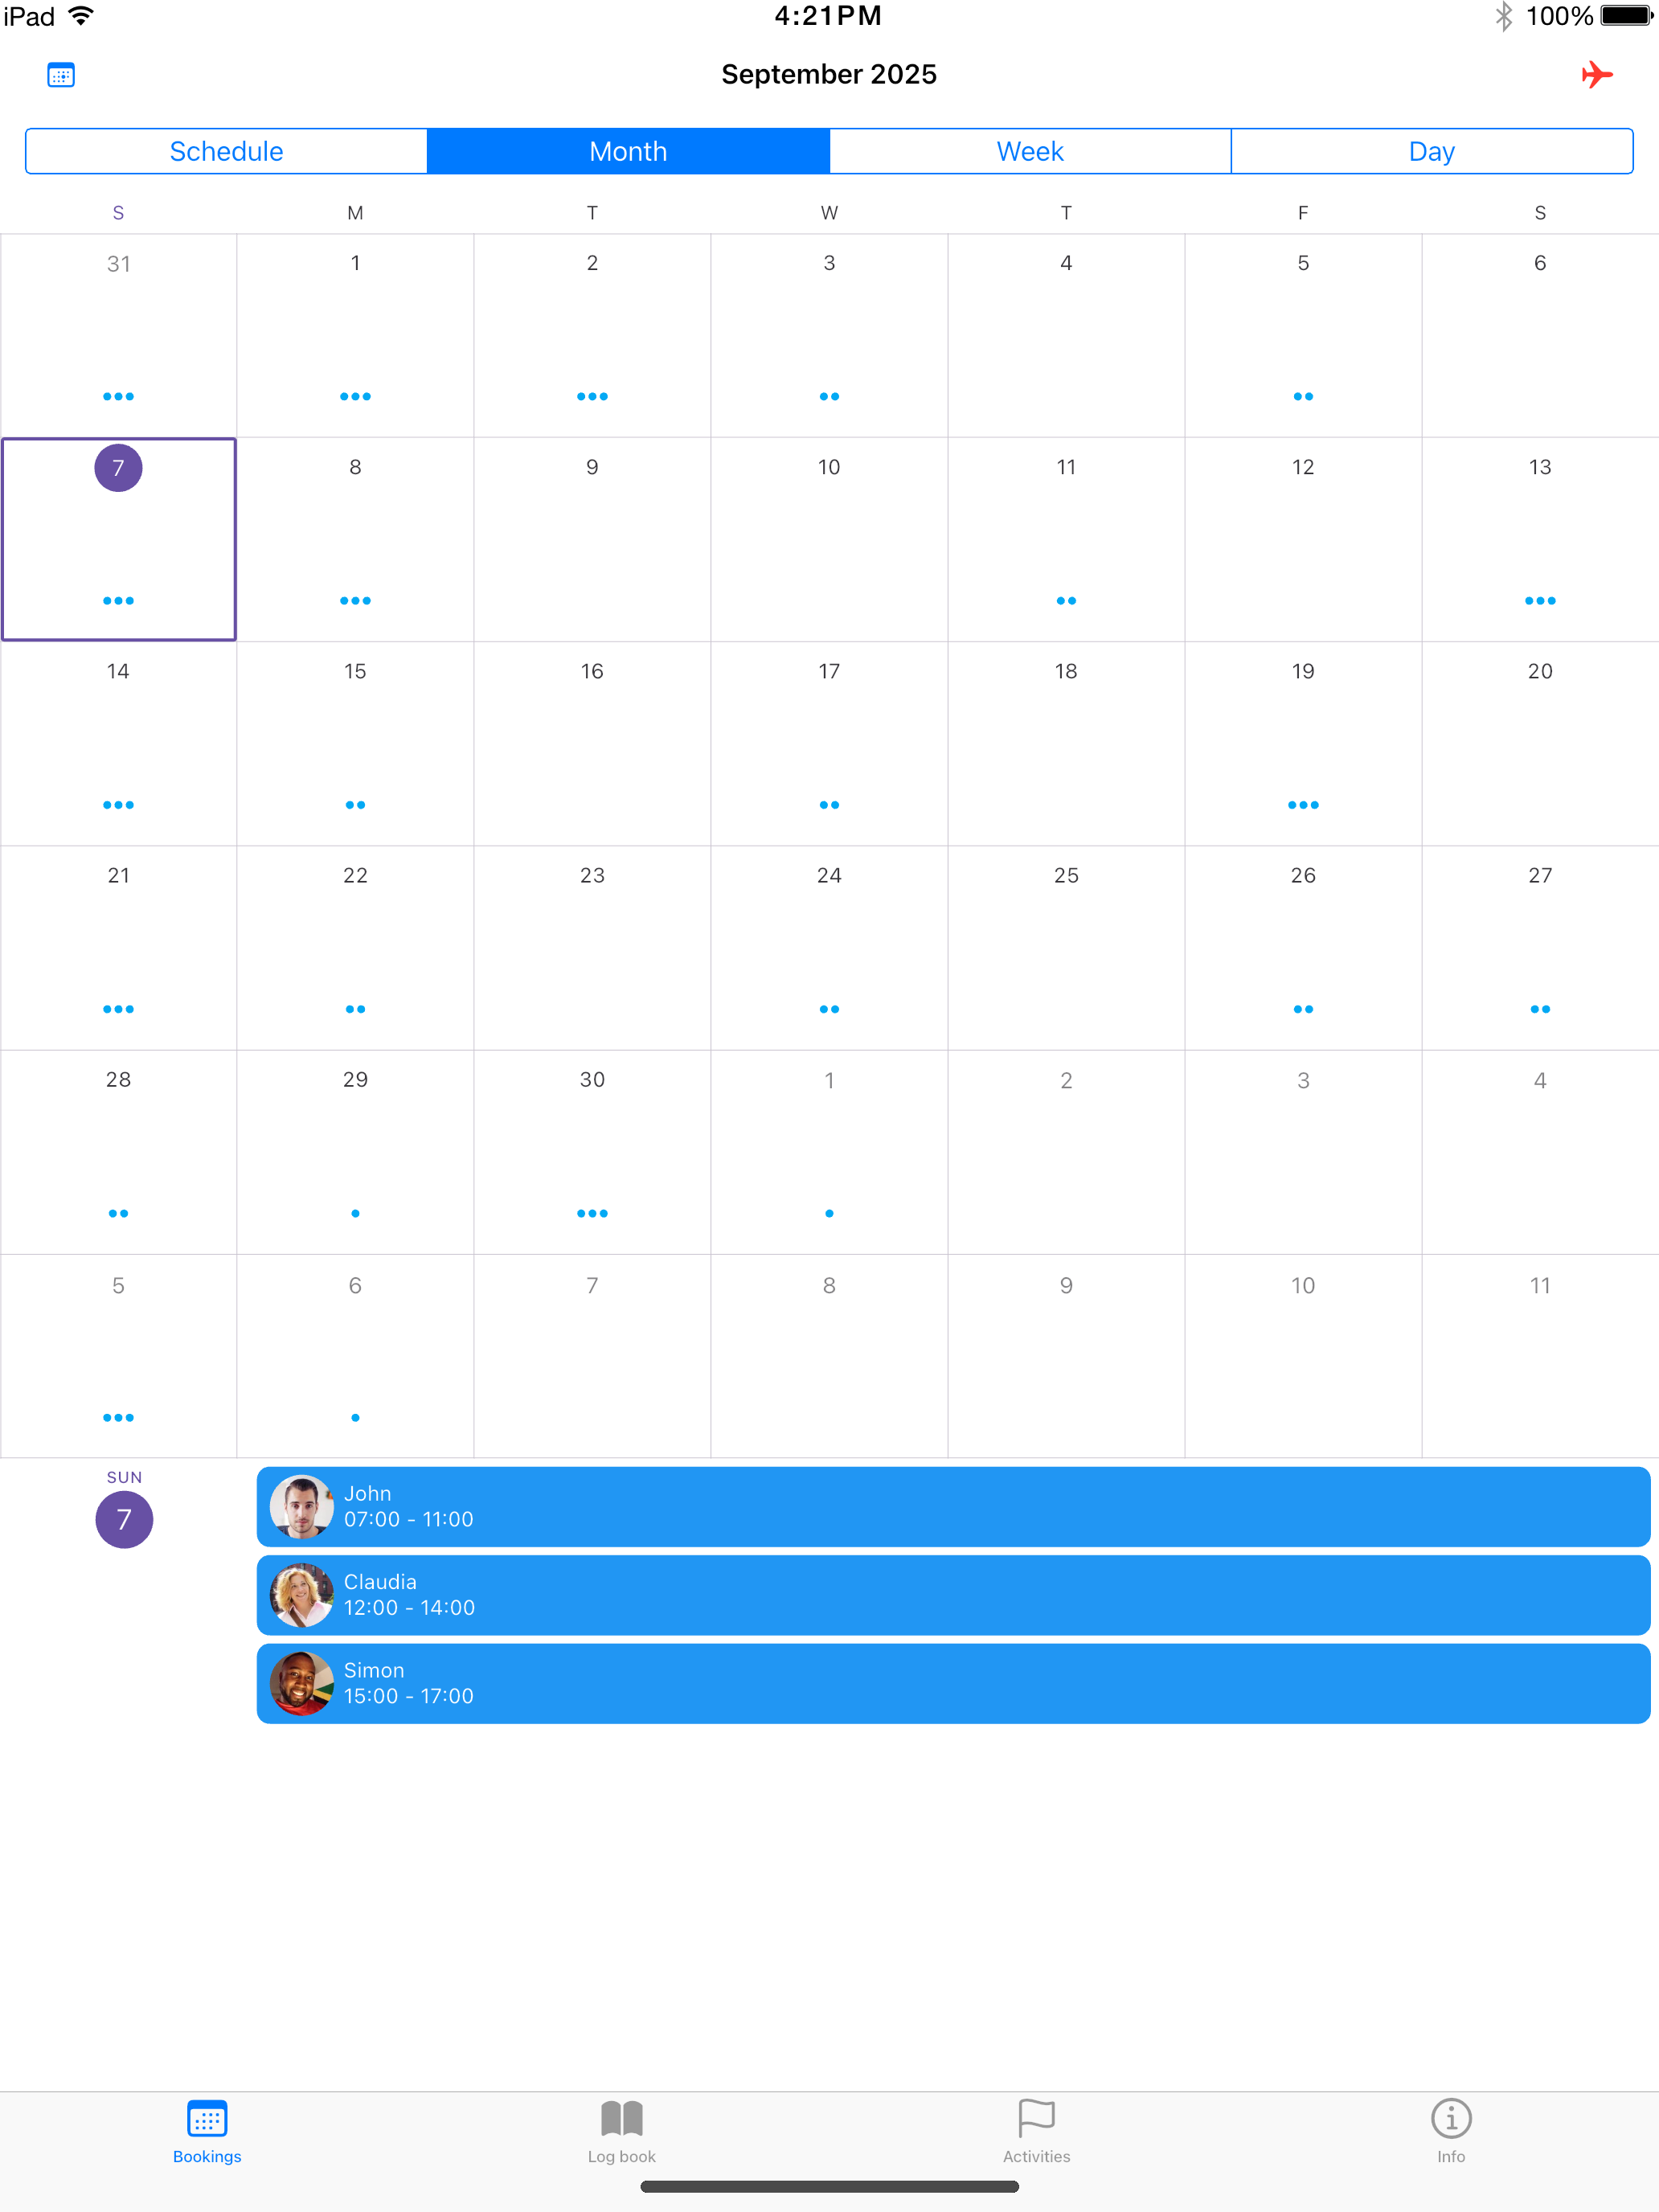 iPad 4:21PM 100%
September 2025
Schedule Month Week Day
S M T W T F S
31 1 2 3 4 5 6
7 8 9 10 11 12 13
14 15 16 17 18 19 20
21 22 23 24 25 26 27
28 29 30 1 2 3 4
5 6 7 8 9 10 11
SUN
7
John
07:00 - 11:00
Claudia
12:00 - 14:00
Simon
15:00 - 17:00
Bookings Log book Activities Info